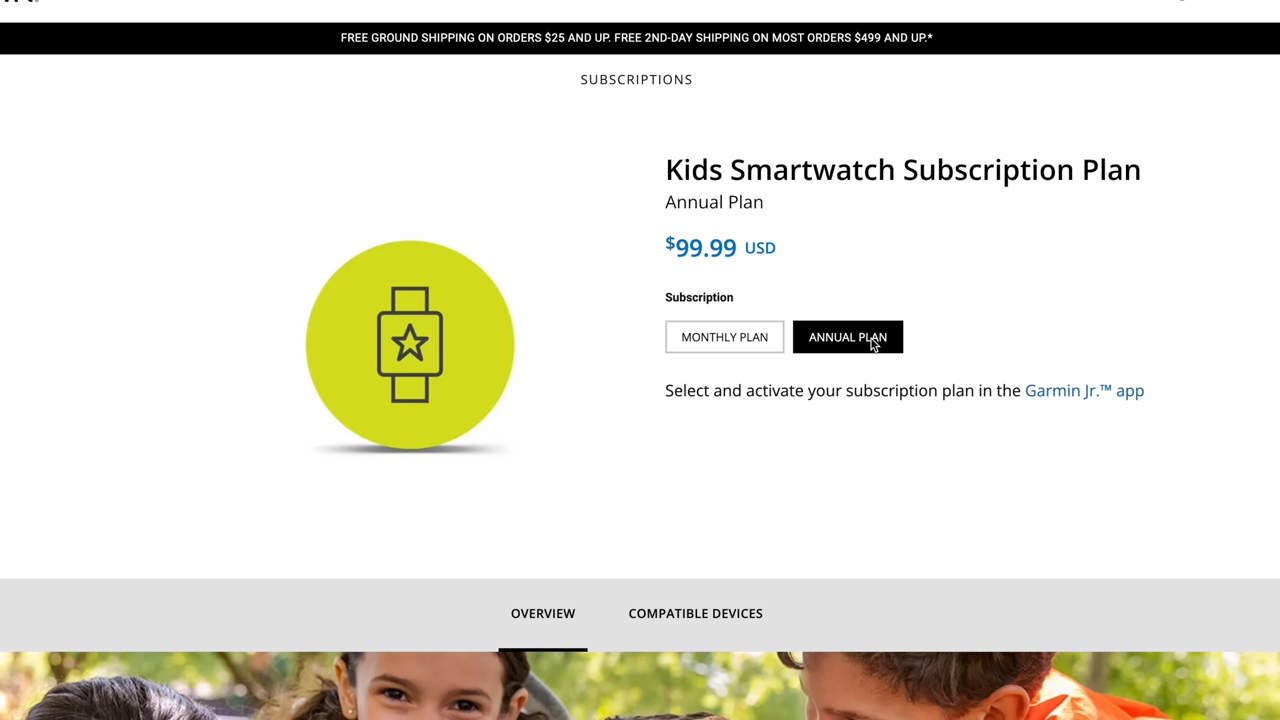 FREE GROUND SHIPPING ON ORDERS $25 AND UP. FREE 2ND-DAY SHIPPING ON MOST ORDERS $499 AND UP.*
SUBSCRIPTIONS
Kids Smartwatch Subscription Plan
Annual Plan
$99.99 USD
Subscription
MONTHLY PLAN
ANNUAL PLAN
Select and activate your subscription plan in the Garmin Jr.™ app
OVERVIEW
COMPATIBLE DEVICES